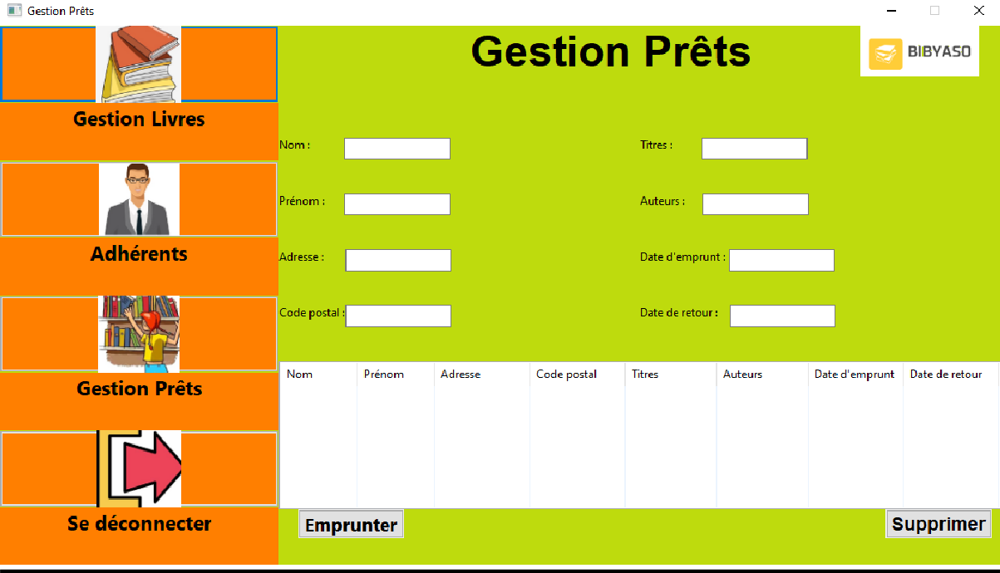 Gestion Prêts
Gestion Prêts
BIBYASO
Gestion Livres
Adhérents
Gestion Prêts
Se déconnecter
Nom : Titres :
Prénom : Auteurs :
Adresse : Date d'emprunt :
Code postal : Date de retour :
Nom Prénom Adresse Code postal Titres Auteurs Date d'emprunt Date de retour
Emprunter Supprimer